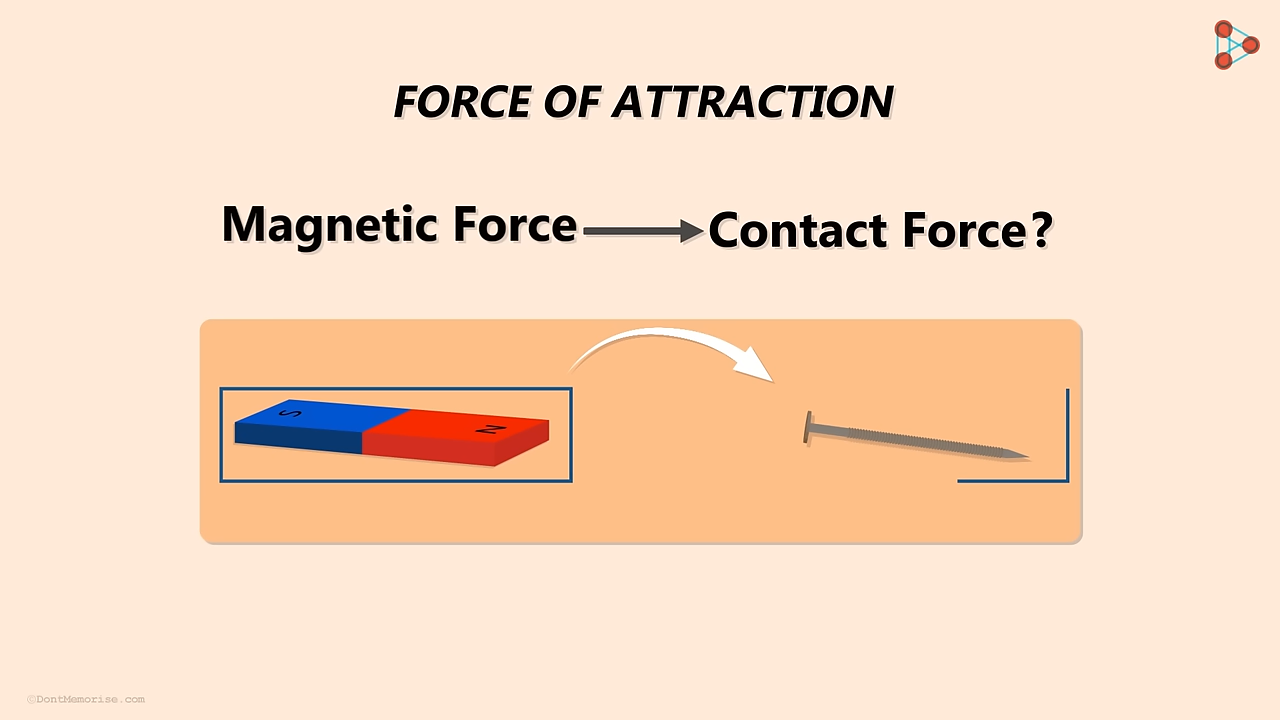 FORCE OF ATTRACTION
Magnetic Force
Contact Force?
S
N
©DontMemorise.com